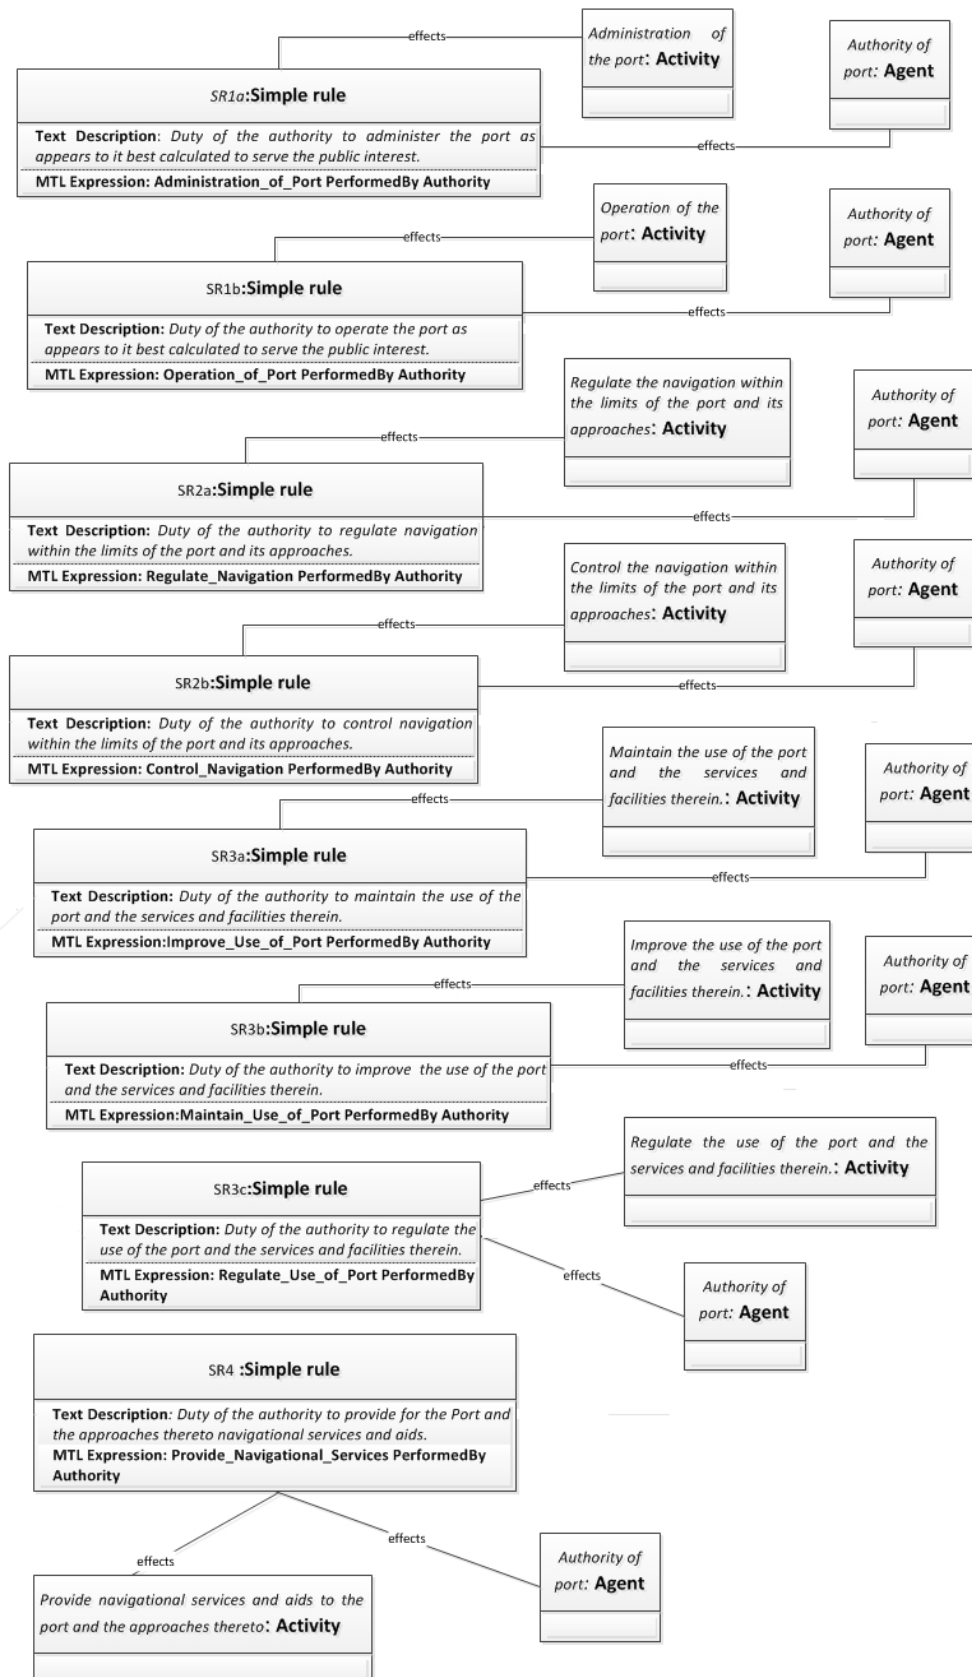 effects
Administration of
the port: Activity
Authority of
port: Agent
SR1a:Simple rule
Text Description: Duty of the authority to administer the port as
appears to it best calculated to serve the public interest.
MTL Expression: Administration_of_Port PerformedBy Authority
effects
Operation of the
port: Activity
Authority of
port: Agent
effects
SR1b:Simple rule
Text Description: Duty of the authority to operate the port as
appears to it best calculated to serve the public interest.
MTL Expression: Operation_of_Port PerformedBy Authority
effects
Regulate the navigation within
the limits of the port and its
approaches: Activity
Authority of
port: Agent
effects
SR2a:Simple rule
Text Description: Duty of the authority to regulate navigation
within the limits of the port and its approaches.
MTL Expression: Regulate_Navigation PerformedBy Authority
effects
Control the navigation within
the limits of the port and its
approaches: Activity
Authority of
port: Agent
effects
SR2b:Simple rule
Text Description: Duty of the authority to control navigation
within the limits of the port and its approaches.
MTL Expression: Control_Navigation PerformedBy Authority
effects
Maintain the use of the port
and the services and
facilities therein.: Activity
Authority of
port: Agent
effects
SR3a:Simple rule
Text Description: Duty of the authority to maintain the use of the
port and the services and facilities therein.
MTL Expression:Improve_Use_of_Port PerformedBy Authority
effects
Improve the use of the port
and the services and
facilities therein.: Activity
Authority of
port: Agent
effects
SR3b:Simple rule
Text Description: Duty of the authority to improve the use of the port
and the services and facilities therein.
MTL Expression:Maintain_Use_of_Port PerformedBy Authority
effects
Regulate the use of the port and the
services and facilities therein.: Activity
SR3c:Simple rule
effects
Text Description: Duty of the authority to regulate the
use of the port and the services and facilities therein.
MTL Expression: Regulate_Use_of_Port PerformedBy
Authority
effects
Authority of
port: Agent
SR4 :Simple rule
Text Description: Duty of the authority to provide for the Port and
the approaches thereto navigational services and aids.
MTL Expression: Provide_Navigational_Services PerformedBy
Authority
effects
effects
Authority of
port: Agent
Provide navigational services and aids to the
port and the approaches thereto: Activity